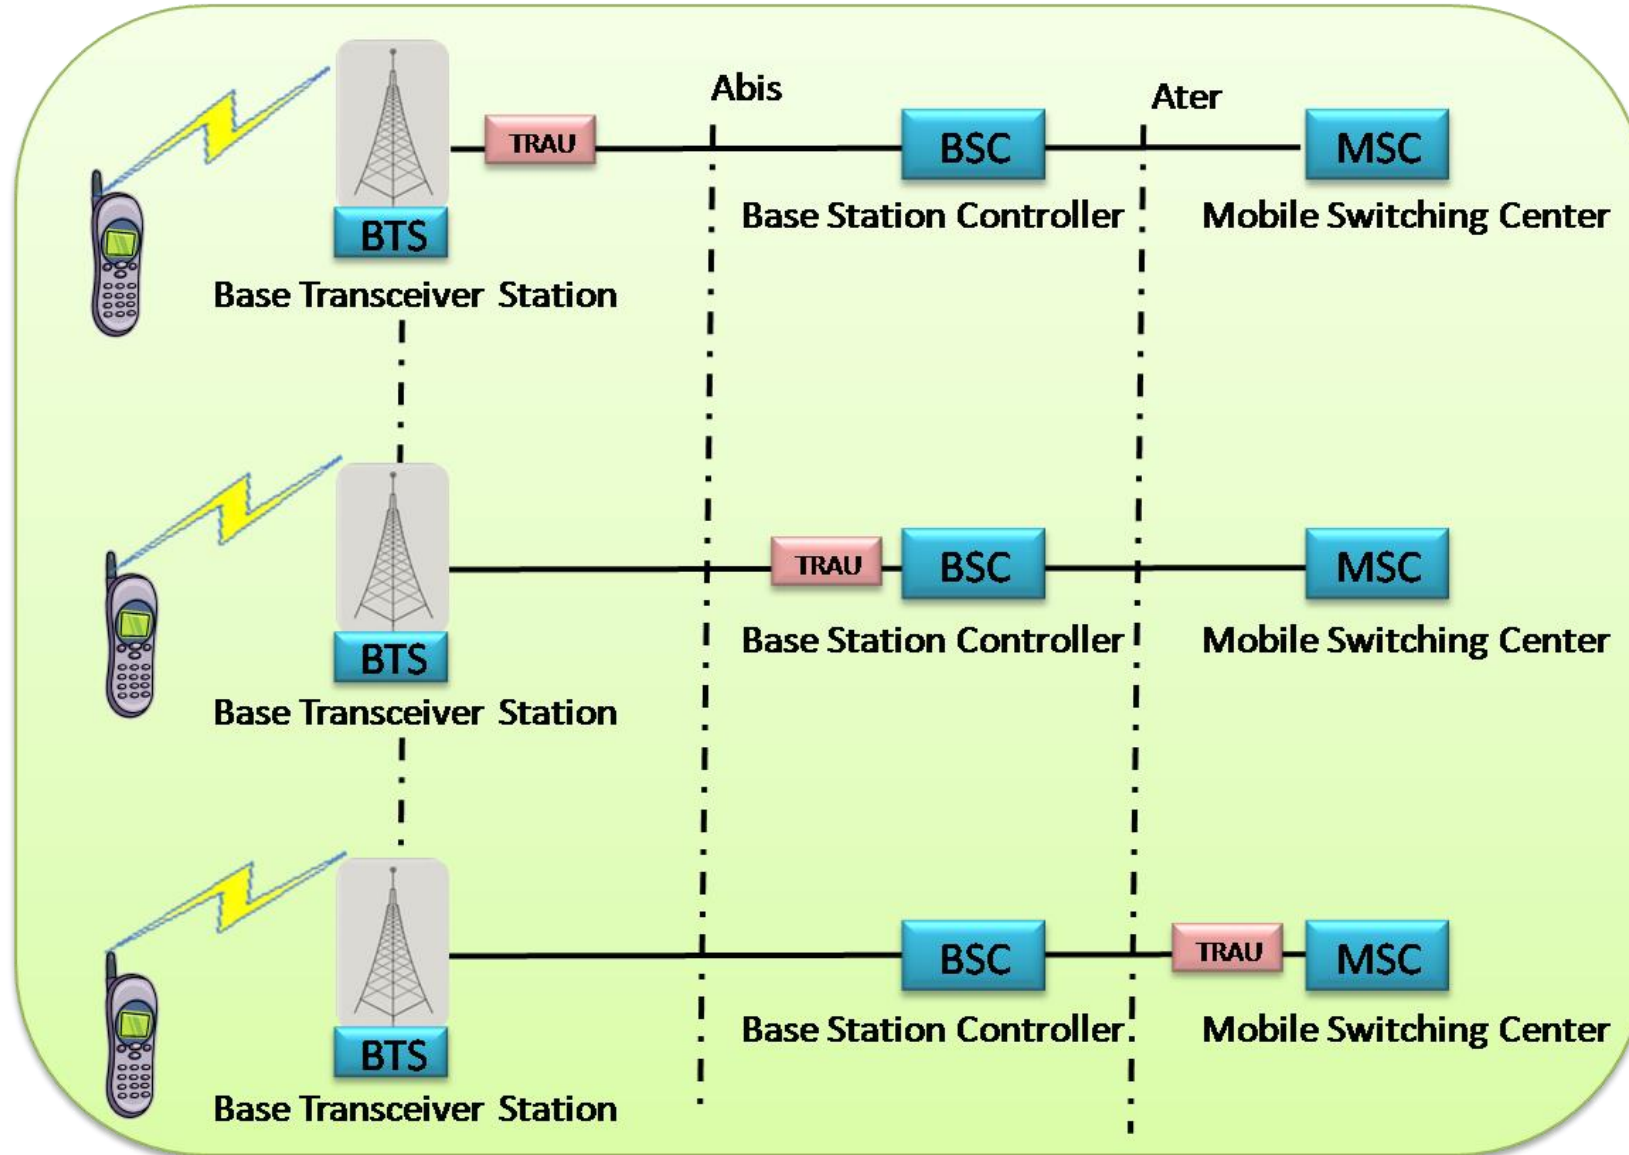 Abis
Ater
TRAU
BSC
MSC
Base Station Controller
Mobile Switching Center
BTS
Base Transceiver Station
TRAU
BSC
MSC
Base Station Controller
Mobile Switching Center
BTS
Base Transceiver Station
BSC
TRAU
MSC
Base Station Controller
Mobile Switching Center
BTS
Base Transceiver Station